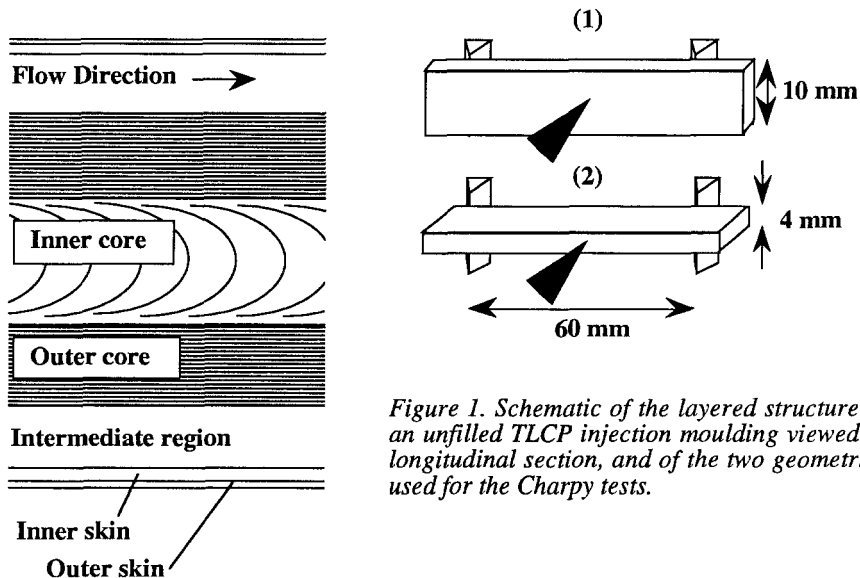 Flow Direction
Inner core
Outer core
Intermediate region
Inner skin
Outer skin
(1)
10 mm
(2)
4 mm
60 mm
Figure 1. Schematic of the layered structure
an unfilled TLCP injection moulding viewed
longitudinal section, and of the two
used for the Charpy tests.